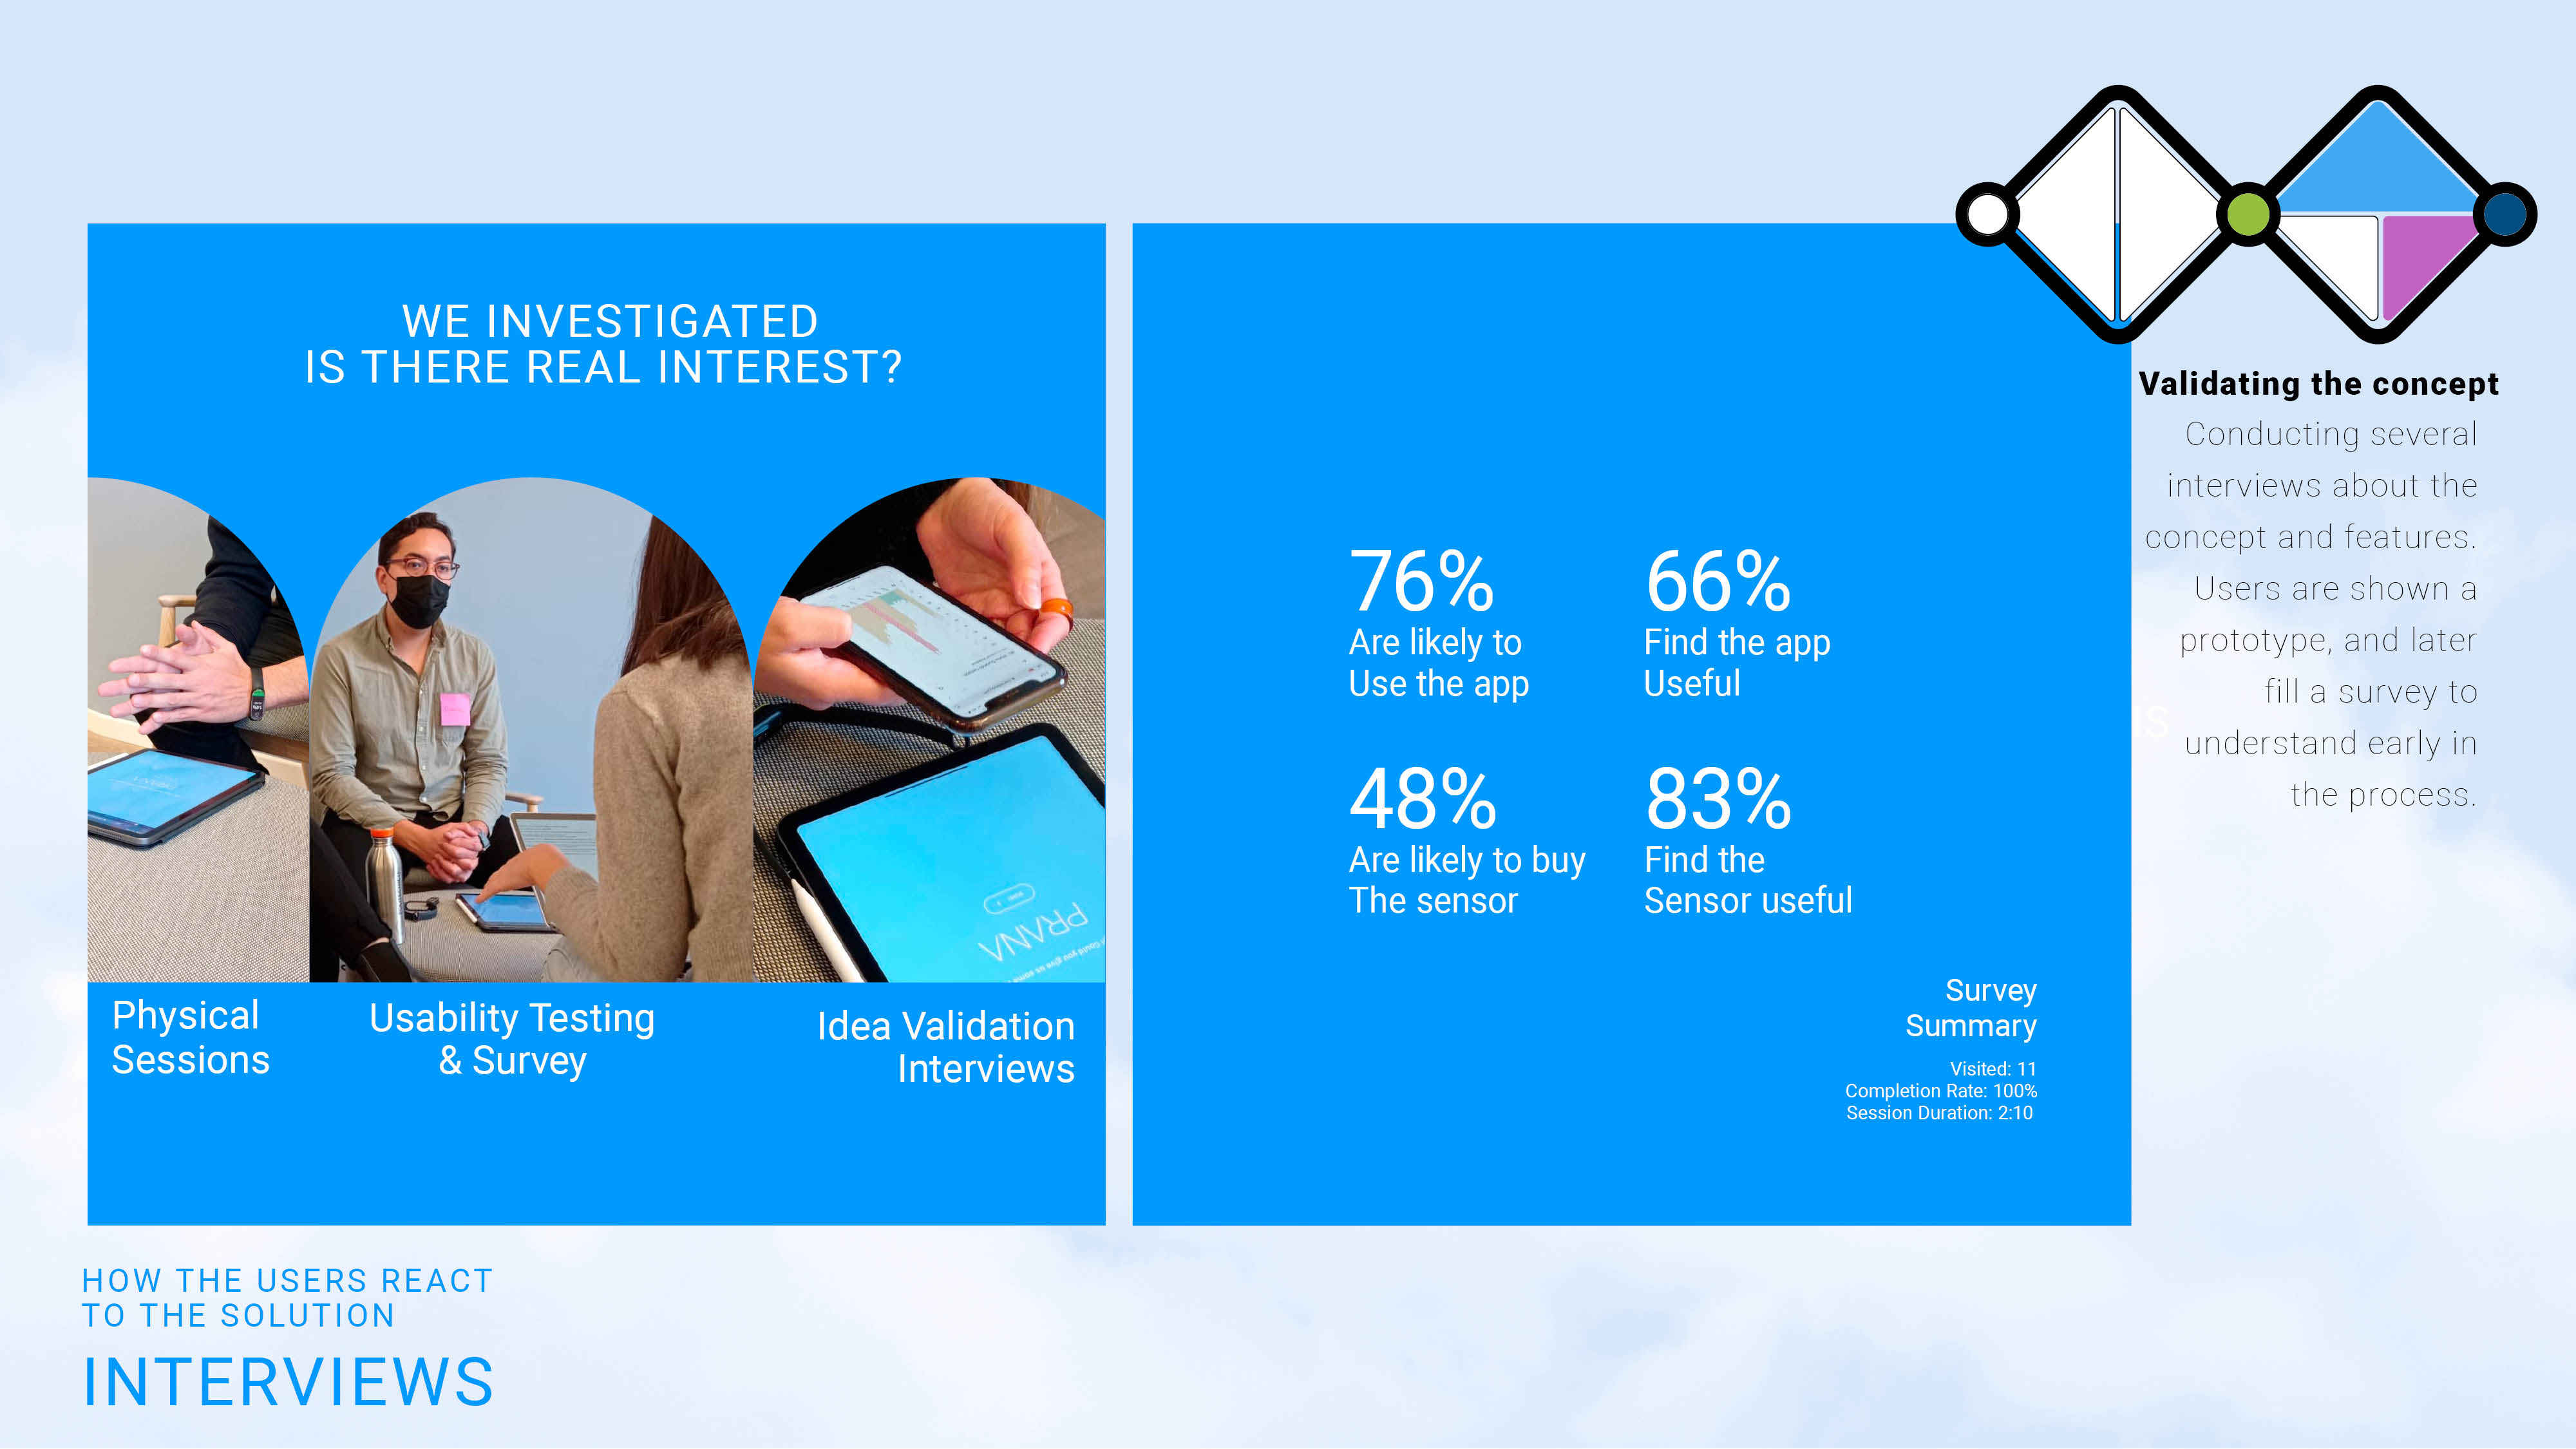 WE INVESTIGATED
IS THERE REAL INTEREST?
Physical
Sessions
Usability Testing
& Survey
Idea Validation
Interviews
PRANA
76%
Are likely to
Use the app
66%
Find the app
Useful
48%
Are likely to buy
The sensor
83%
Find the
Sensor useful
Survey
Summary
Visited: 11
Completion Rate: 100%
Session Duration: 2:10
Validating the concept
Conducting several
interviews about the
concept and features.
Users are shown a
prototype, and later
fill a survey to
understand early in
the process.
HOW THE USERS REACT
TO THE SOLUTION
INTERVIEWS